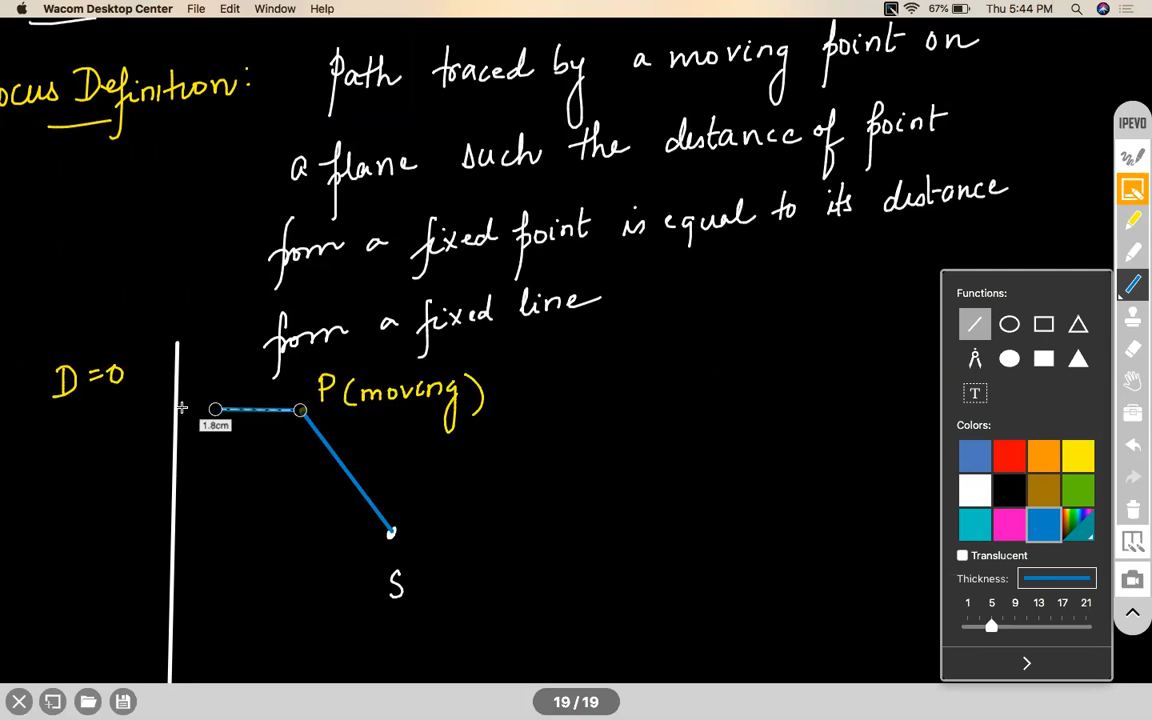 Wacom Desktop Center File Edit Window Help 67% Thu 5:44 PM
ocus Definition:
Path traced by a moving point on
a plane such the distance of point
from a fixed point is equal to its distance
from a fixed line
D = 0
P (moving)
1.8cm
S
IPEVO
Functions:
T
Colors:
Translucent
Thickness:
1 5 9 13 17 21
19 / 19